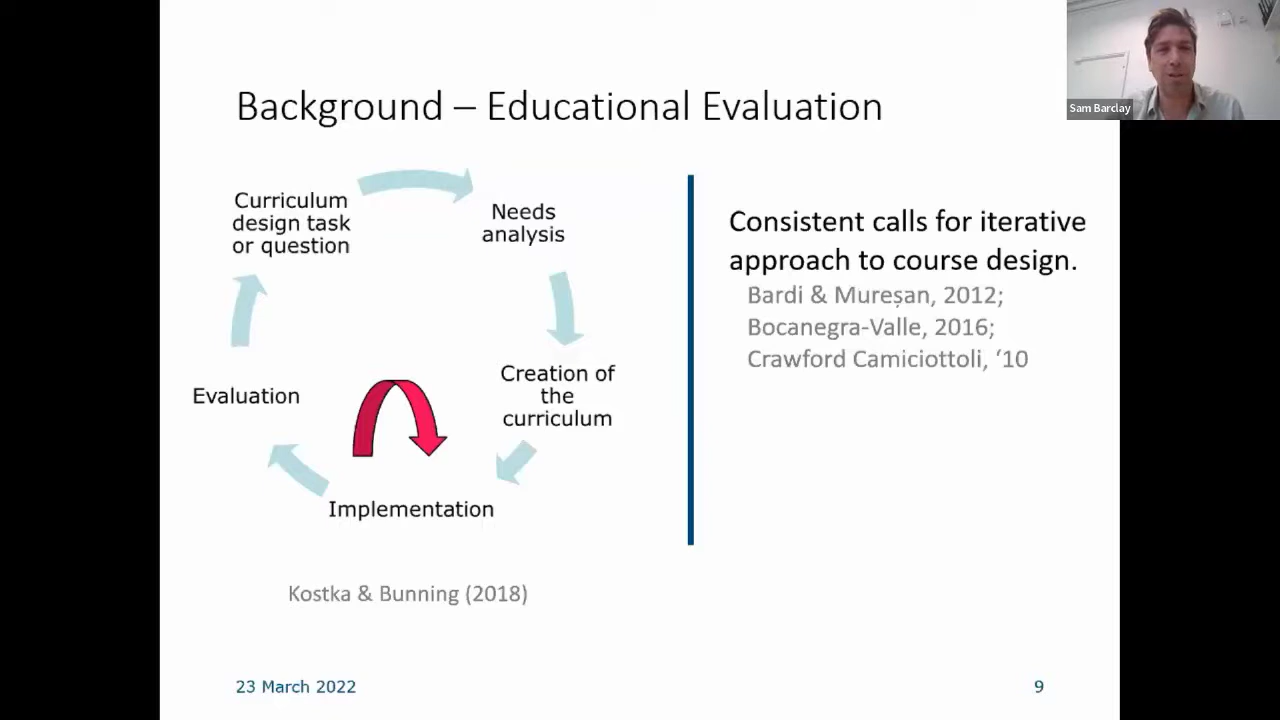 Sam Barclay
Background – Educational Evaluation
Curriculum
design task
or question
Needs
analysis
Creation of
the
curriculum
Implementation
Evaluation
Kostka & Bunning (2018)
Consistent calls for iterative
approach to course design.
Bardi & Mureșan, 2012;
Bocanegra-Valle, 2016;
Crawford Camiciottoli, ‘10
23 March 2022
9